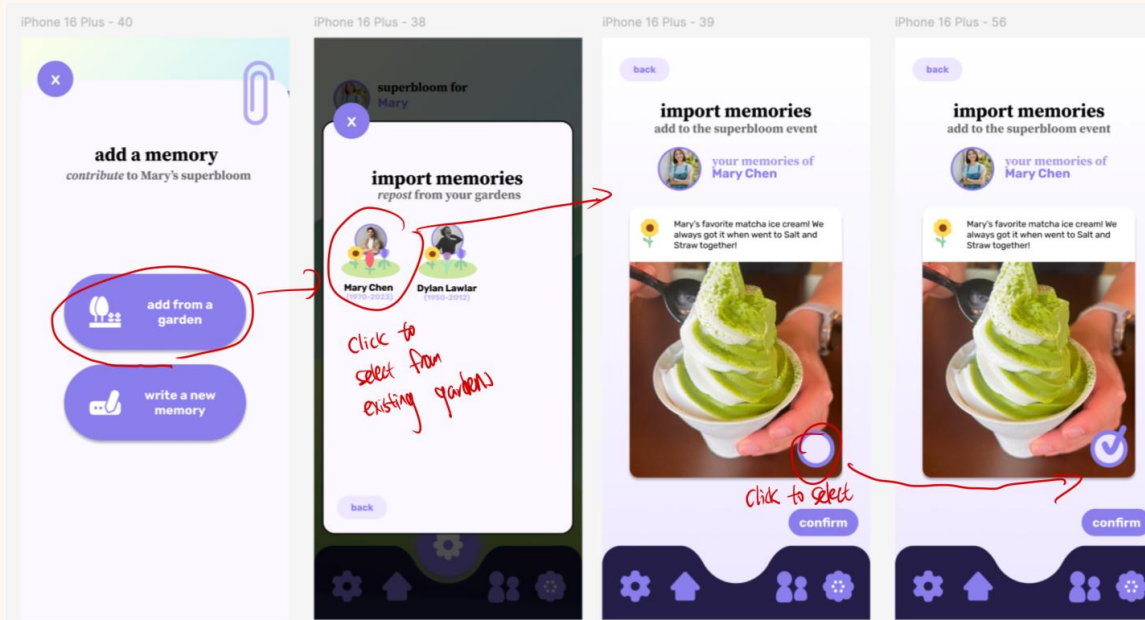 iPhone 16 Plus - 40
x
add a memory
contribute to Mary's superbloom
add from a
garden
write a new
memory
iPhone 16 Plus - 38
superbloom for
Mary
x
import memories
repost from your gardens
Mary Chen
(1970-2023)
Dylan Lawlar
(1950-2012)
Click to
select from
existing gardens
back
iPhone 16 Plus - 39
back
import memories
add to the superbloom event
your memories of
Mary Chen
Mary's favorite matcha ice cream! We
always got it when went to Salt and
Straw together!
Click to select
confirm
iPhone 16 Plus - 56
back
import memories
add to the superbloom event
your memories of
Mary Chen
Mary's favorite matcha ice cream! We
always got it when went to Salt and
Straw together!
confirm